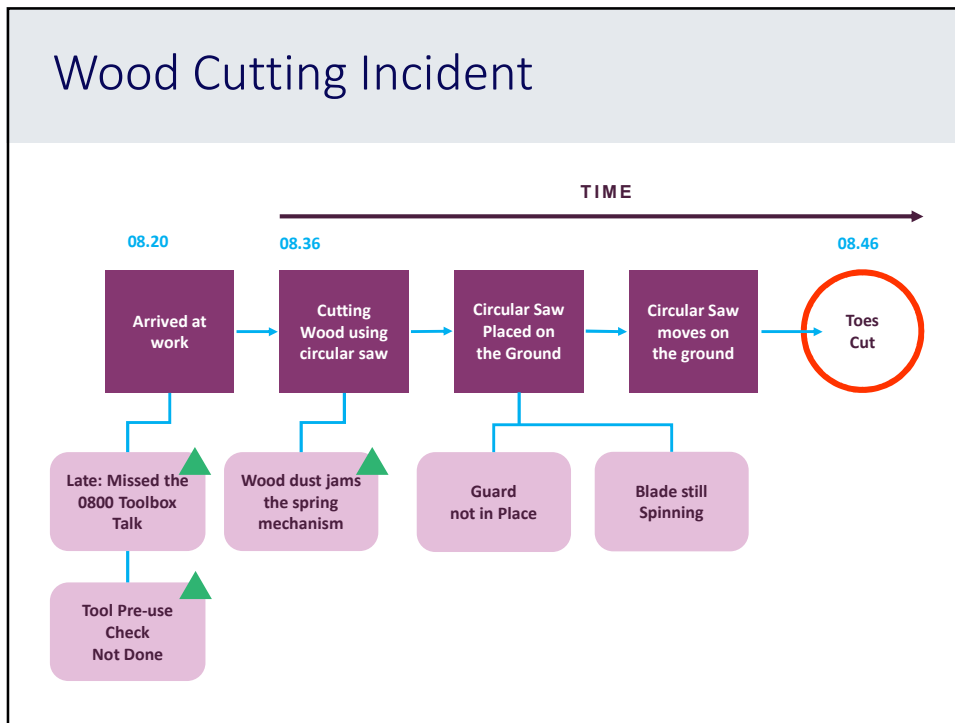 Wood Cutting Incident
TIME
08.20
08.36
08.46
Arrived at
work
Cutting
Wood using
circular saw
Circular Saw
Placed on
the Ground
Circular Saw
moves on
the ground
Toes
Cut
Late: Missed the
0800 Toolbox
Talk
Wood dust jams
the spring
mechanism
Guard
not in Place
Blade still
Spinning
Tool Pre-use
Check
Not Done